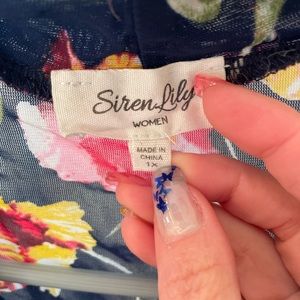 Siren Lily
WOMEN
MADE IN
CHINA
1X